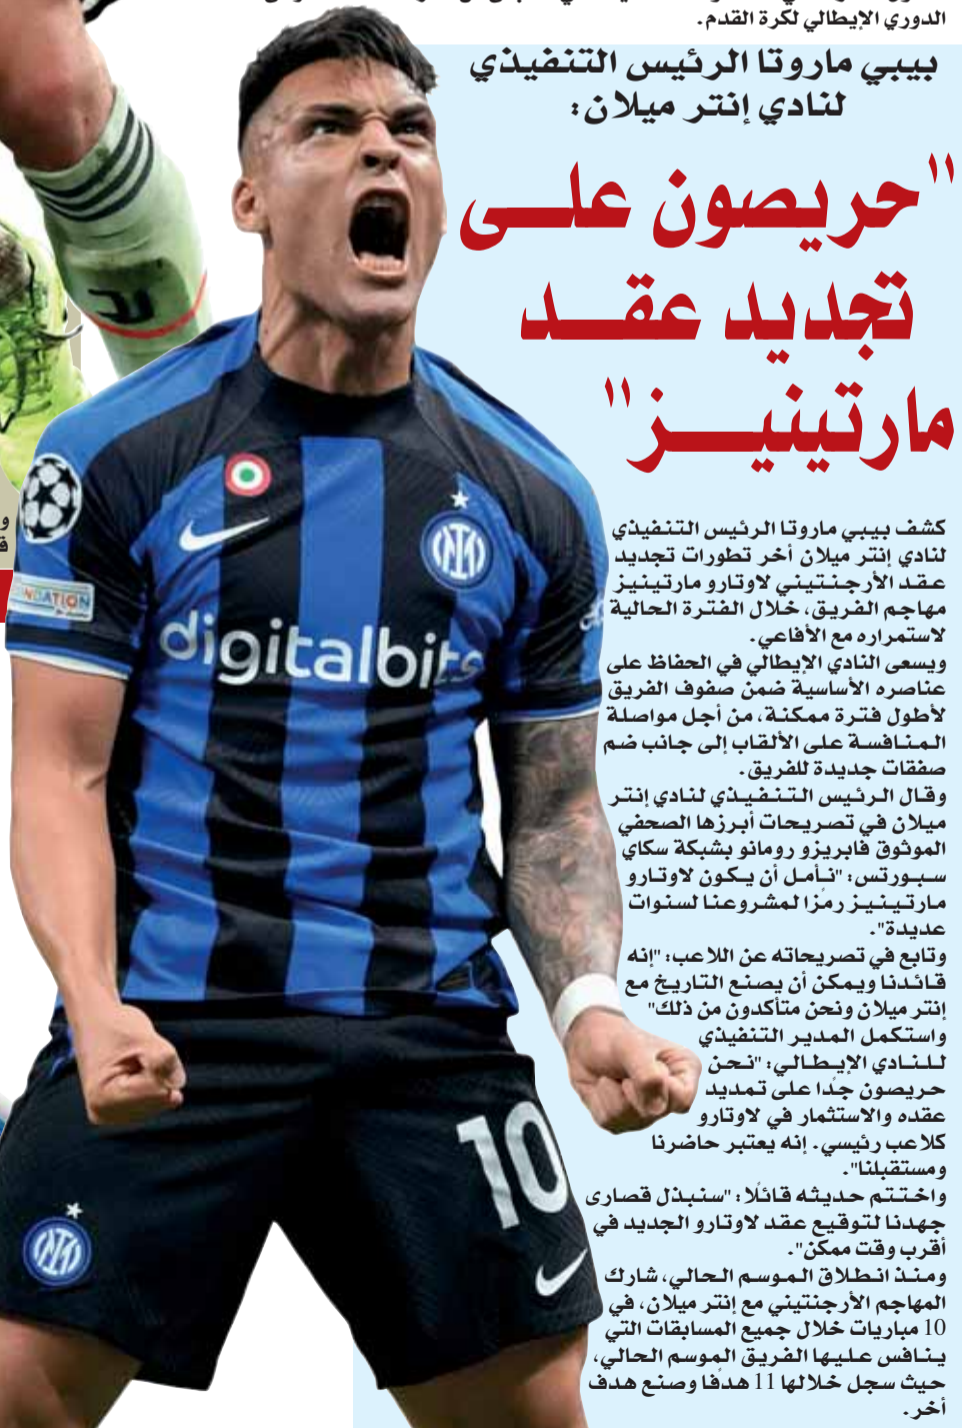 الدوري الإيطالي لكرة القدم.
بيبي ماروتا الرئيس التنفيذي
لنادي إنتر ميلان:
"حريصون على
تجديد عقد
مارتينيز"
كشف بيبي ماروتا الرئيس التنفيذي
لنادي إنتر ميلان أخر تطورات تجديد
عقد الأرجنتيني لاوتارو مارتينيز
مهاجم الفريق، خلال الفترة الحالية
لاستمراره مع الأفاعي.
ويسعى النادي الإيطالي في الحفاظ على
عناصره الأساسية ضمن صفوف الفريق
لأطول فترة ممكنة، من أجل مواصلة
المنافسة على الألقاب إلى جانب ضم
صفقات جديدة للفريق.
وقال الرئيس التنفيذي لنادي إنتر
ميلان في تصريحات أبرزها الصحفي
الموثوق فابريزو رومانو بشبكة سكاي
سبورتس: "نأمل أن يكون لاوتارو
مارتينيز رمزًا لمشروعنا لسنوات
عديدة".
وتابع في تصريحاته عن اللاعب: "إنه
قائدنا ويمكن أن يصنع التاريخ مع
إنتر ميلان ونحن متأكدون من ذلك"
واستكمل المدير التنفيذي
للنادي الإيطالي: "نحن
حريصون جدًا على تمديد
عقده والاستثمار في لاوتارو
كلاعب رئيسي. إنه يعتبر حاضرنا
ومستقبلنا".
واختتم حديثه قائلًا: "سنبذل قصارى
جهدنا لتوقيع عقد لاوتارو الجديد في
أقرب وقت ممكن".
ومنذ انطلاق الموسم الحالي، شارك
المهاجم الأرجنتيني مع إنتر ميلان، في
10 مباريات خلال جميع المسابقات التي
ينافس عليها الفريق الموسم الحالي،
حيث سجل خلالها 11 هدفًا وصنع هدف
أخر.
digitalbits
10